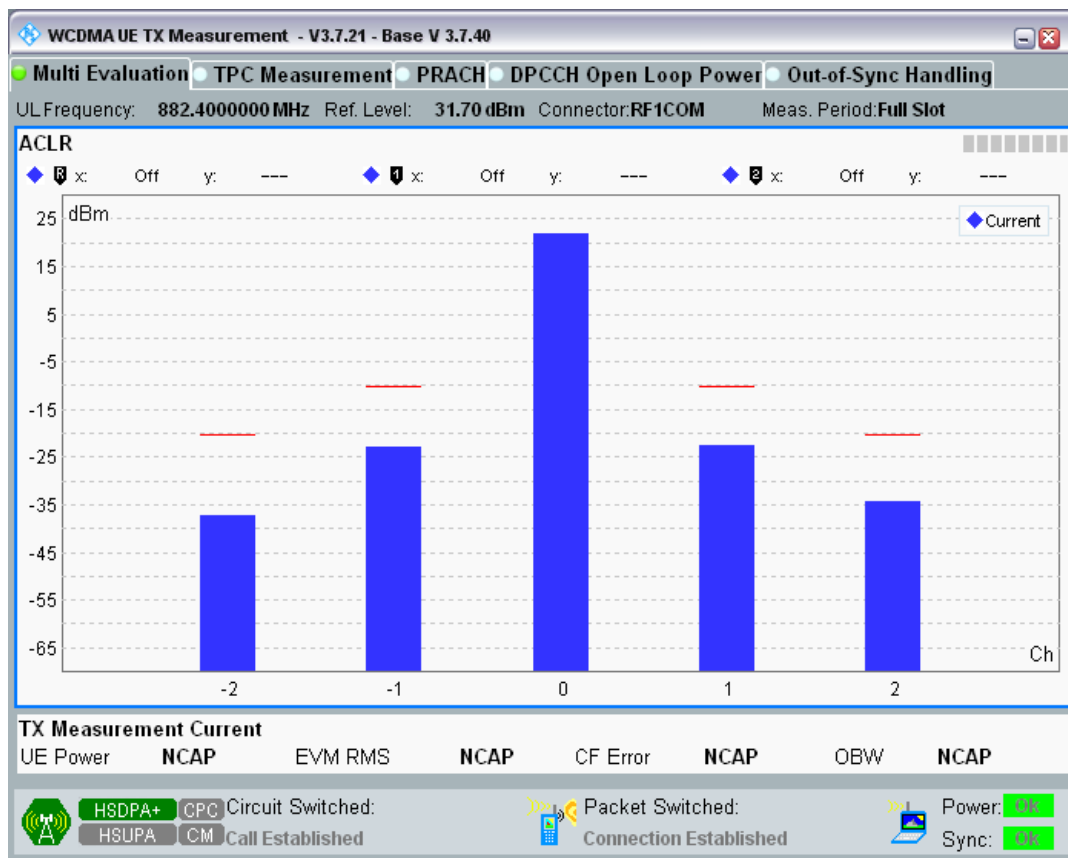 WCDMA UE TX Measurement - V3.7.21 - Base V 3.7.40
Multi Evaluation TPC Measurement PRACH DPCCH Open Loop Power Out-of-Sync Handling
UL Frequency: 882.4000000 MHz Ref. Level: 31.70 dBm Connector:RF1COM Meas. Period:Full Slot
ACLR
R x: Off y: --- 1 x: Off y: --- 2 x: Off y: ---
dBm
Current
25
15
5
-5
-15
-25
-35
-45
-55
-65
Ch
-2 -1 0 1 2
TX Measurement Current
UE Power NCAP EVM RMS NCAP CF Error NCAP OBW NCAP
HSDPA+ CPC Circuit Switched: Packet Switched: Power: OK
HSUPA CM Call Established Connection Established Sync: OK